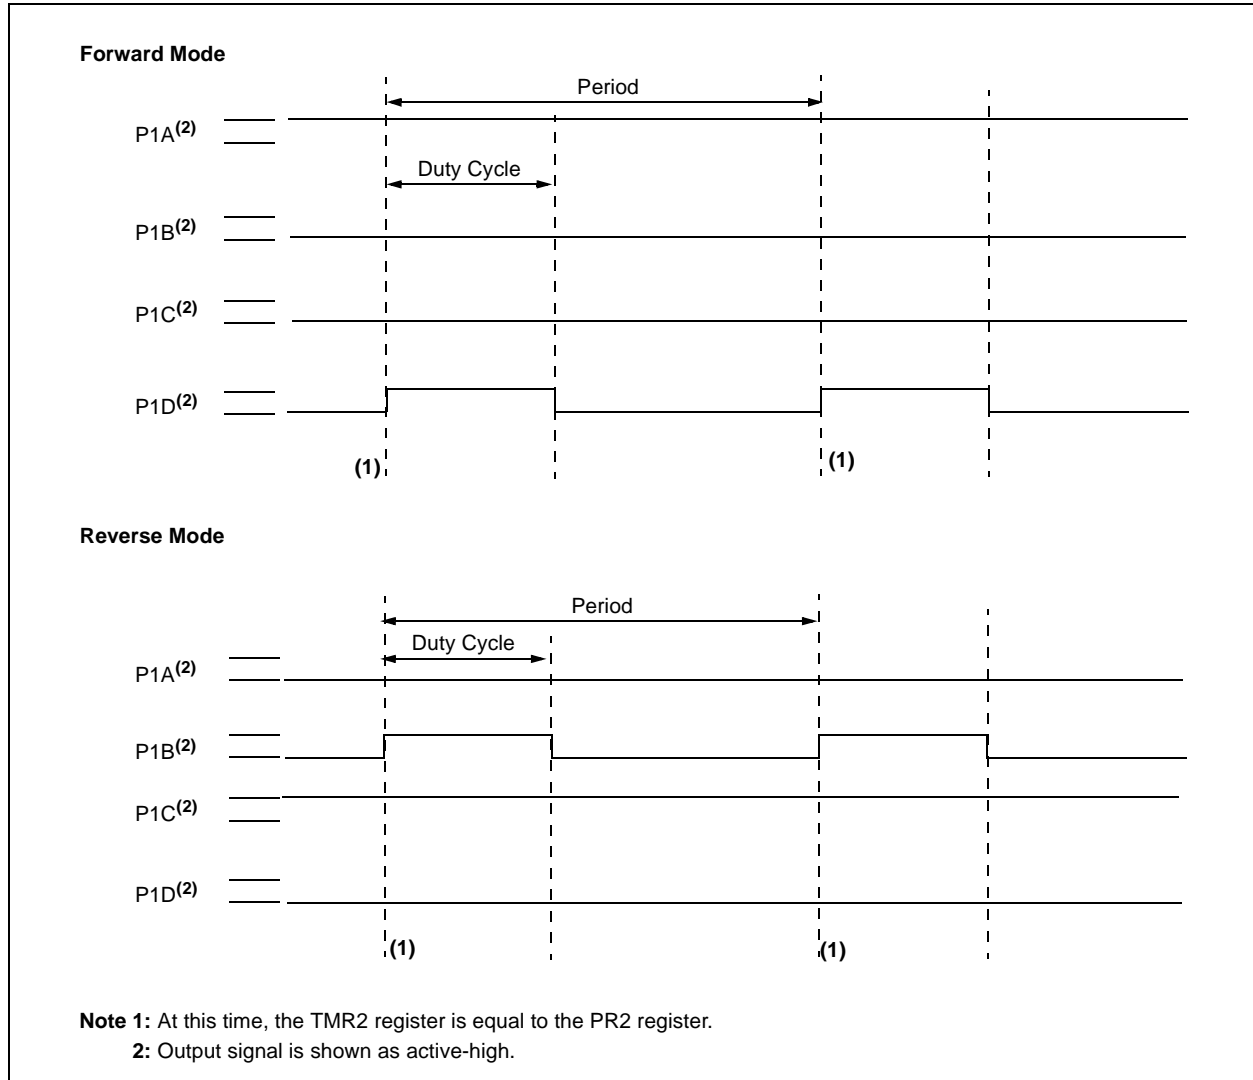 Forward Mode
Period
P1A(2)
Duty Cycle
P1B(2)
P1C(2)
P1D(2)
(1)
(1)
Reverse Mode
Period
Duty Cycle
P1A(2)
P1B(2)
P1C(2)
P1D(2)
(1)
(1)
Note 1: At this time, the TMR2 register is equal to the PR2 register.
2: Output signal is shown as active-high.